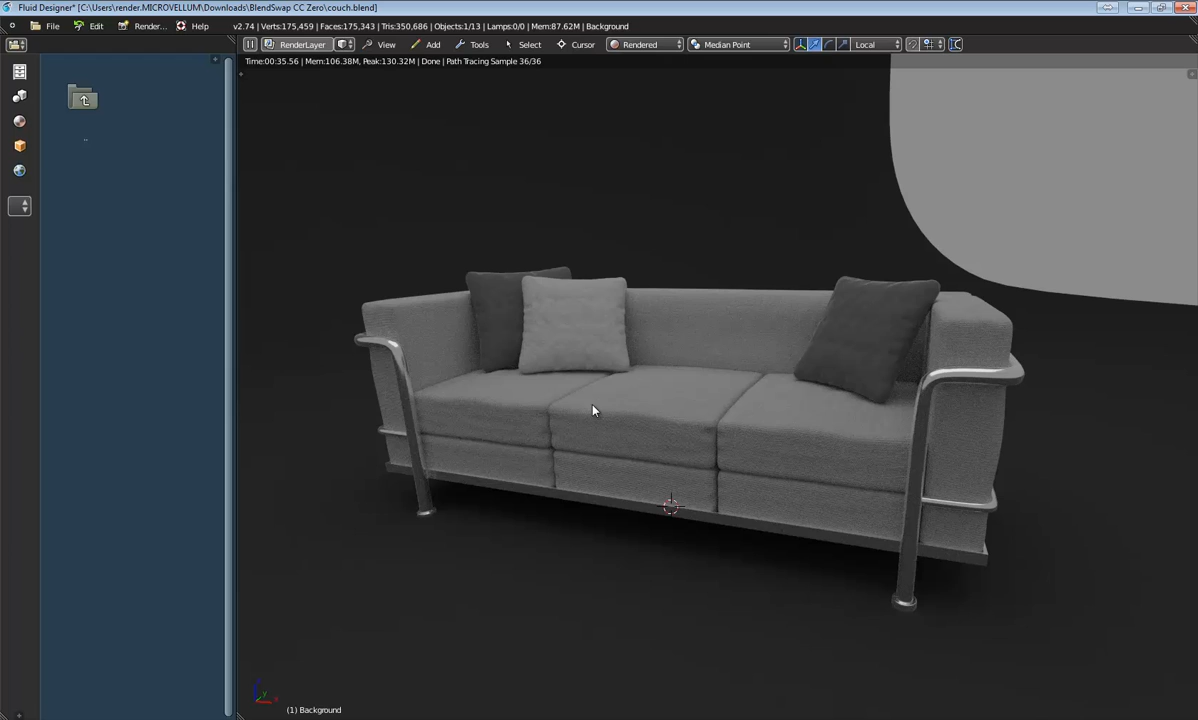 Fluid Designer* [C:\Users\render.MICROVELLUM\Downloads\BlendSwap CC Zero\couch.blend]
File Edit Render... Help v2.74 | Verts:175,459 | Faces:175,343 | Tris:350,686 | Objects:1/13 | Lamps:0/0 | Mem:87.62M | Background
RenderLayer View Add Tools Select Cursor Rendered Median Point Local
Time:00:35.56 | Mem:106.38M, Peak:130.32M | Done | Path Tracing Sample 36/36
..
(1) Background